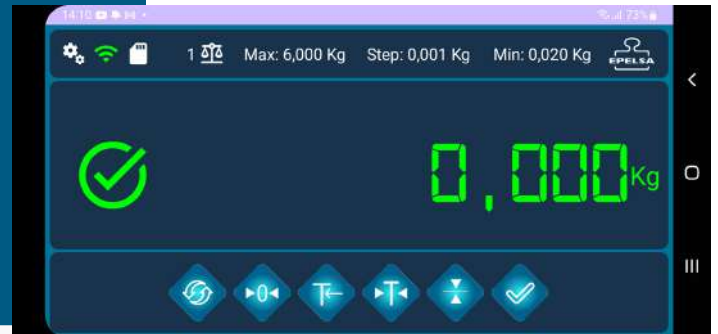 14:10 73%
1 Max: 6,000 Kg Step: 0,001 Kg Min: 0,020 Kg EPELSA
0,000 Kg
▸0◂ T← ▸T◂